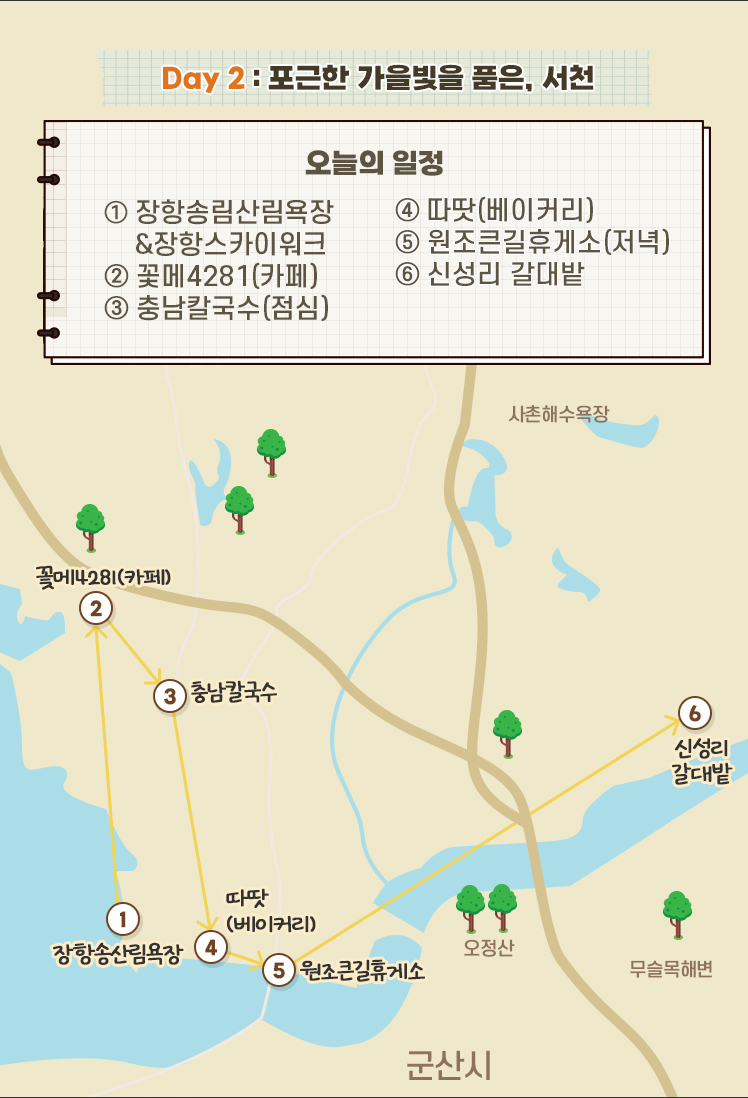 Day 2 : 포근한 가을빛을 품은, 서천
오늘의 일정
① 장항송림산림욕장
&장항스카이워크
② 꽃메4281(카페)
③ 충남칼국수(점심)
④ 따땃(베이커리)
⑤ 원조큰길휴게소(저녁)
⑥ 신성리 갈대밭
사촌해수욕장
꽃메4281(카페)
2
3 충남칼국수
6
신성리
갈대밭
따땃
(베이커리)
1
장항송산림욕장
4
5 원조큰길휴게소
오정산
무슬목해변
군산시